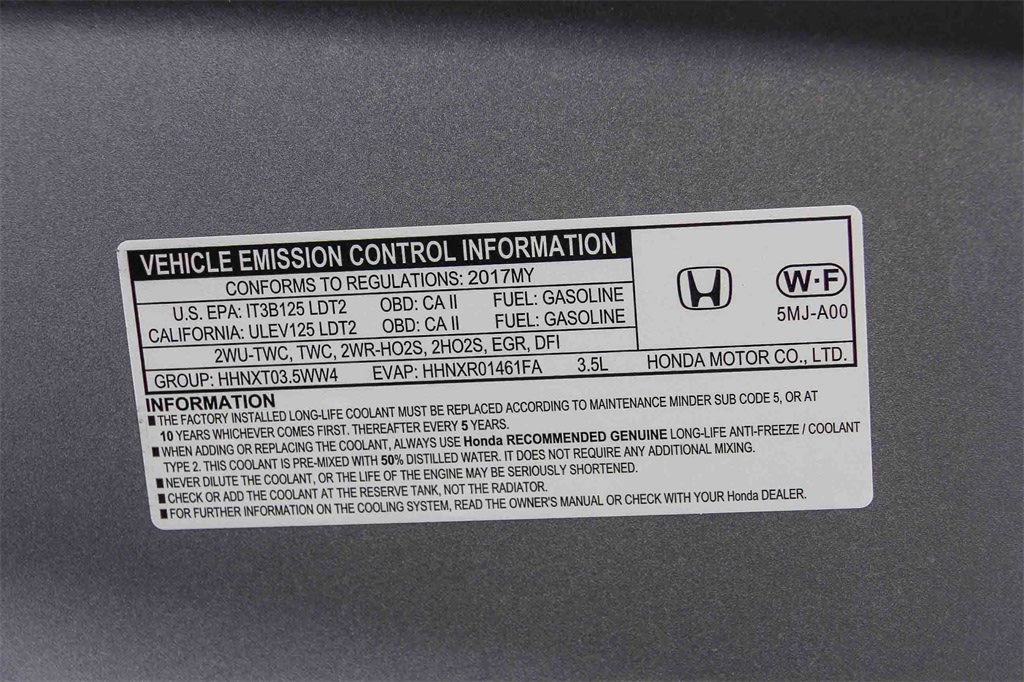 VEHICLE EMISSION CONTROL INFORMATION
CONFORMS TO REGULATIONS: 2017MY
U.S. EPA: IT3B125 LDT2 OBD: CA II FUEL: GASOLINE
CALIFORNIA: ULEV125 LDT2 OBD: CA II FUEL: GASOLINE
2WU-TWC, TWC, 2WR-HO2S, 2HO2S, EGR, DFI
GROUP: HHNXT03.5WW4 EVAP: HHNXR01461FA 3.5L HONDA MOTOR CO., LTD.
W·F
5MJ-A00
INFORMATION
■ THE FACTORY INSTALLED LONG-LIFE COOLANT MUST BE REPLACED ACCORDING TO MAINTENANCE MINDER SUB CODE 5, OR AT
10 YEARS WHICHEVER COMES FIRST. THEREAFTER EVERY 5 YEARS.
■ WHEN ADDING OR REPLACING THE COOLANT, ALWAYS USE Honda RECOMMENDED GENUINE LONG-LIFE ANTI-FREEZE / COOLANT
TYPE 2. THIS COOLANT IS PRE-MIXED WITH 50% DISTILLED WATER. IT DOES NOT REQUIRE ANY ADDITIONAL MIXING.
■ NEVER DILUTE THE COOLANT, OR THE LIFE OF THE ENGINE MAY BE SERIOUSLY SHORTENED.
■ CHECK OR ADD THE COOLANT AT THE RESERVE TANK, NOT THE RADIATOR.
■ FOR FURTHER INFORMATION ON THE COOLING SYSTEM, READ THE OWNER'S MANUAL OR CHECK WITH YOUR Honda DEALER.